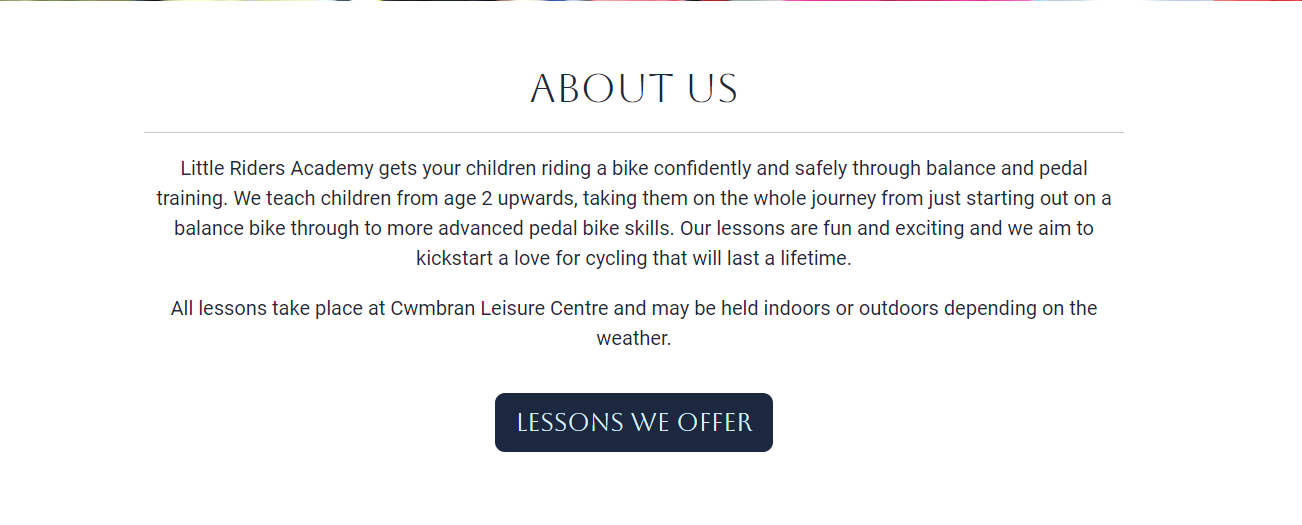 ABOUT US
Little Riders Academy gets your children riding a bike confidently and safely through balance and pedal
training. We teach children from age 2 upwards, taking them on the whole journey from just starting out on a
balance bike through to more advanced pedal bike skills. Our lessons are fun and exciting and we aim to
kickstart a love for cycling that will last a lifetime.
All lessons take place at Cwmbran Leisure Centre and may be held indoors or outdoors depending on the
weather.
LESSONS WE OFFER